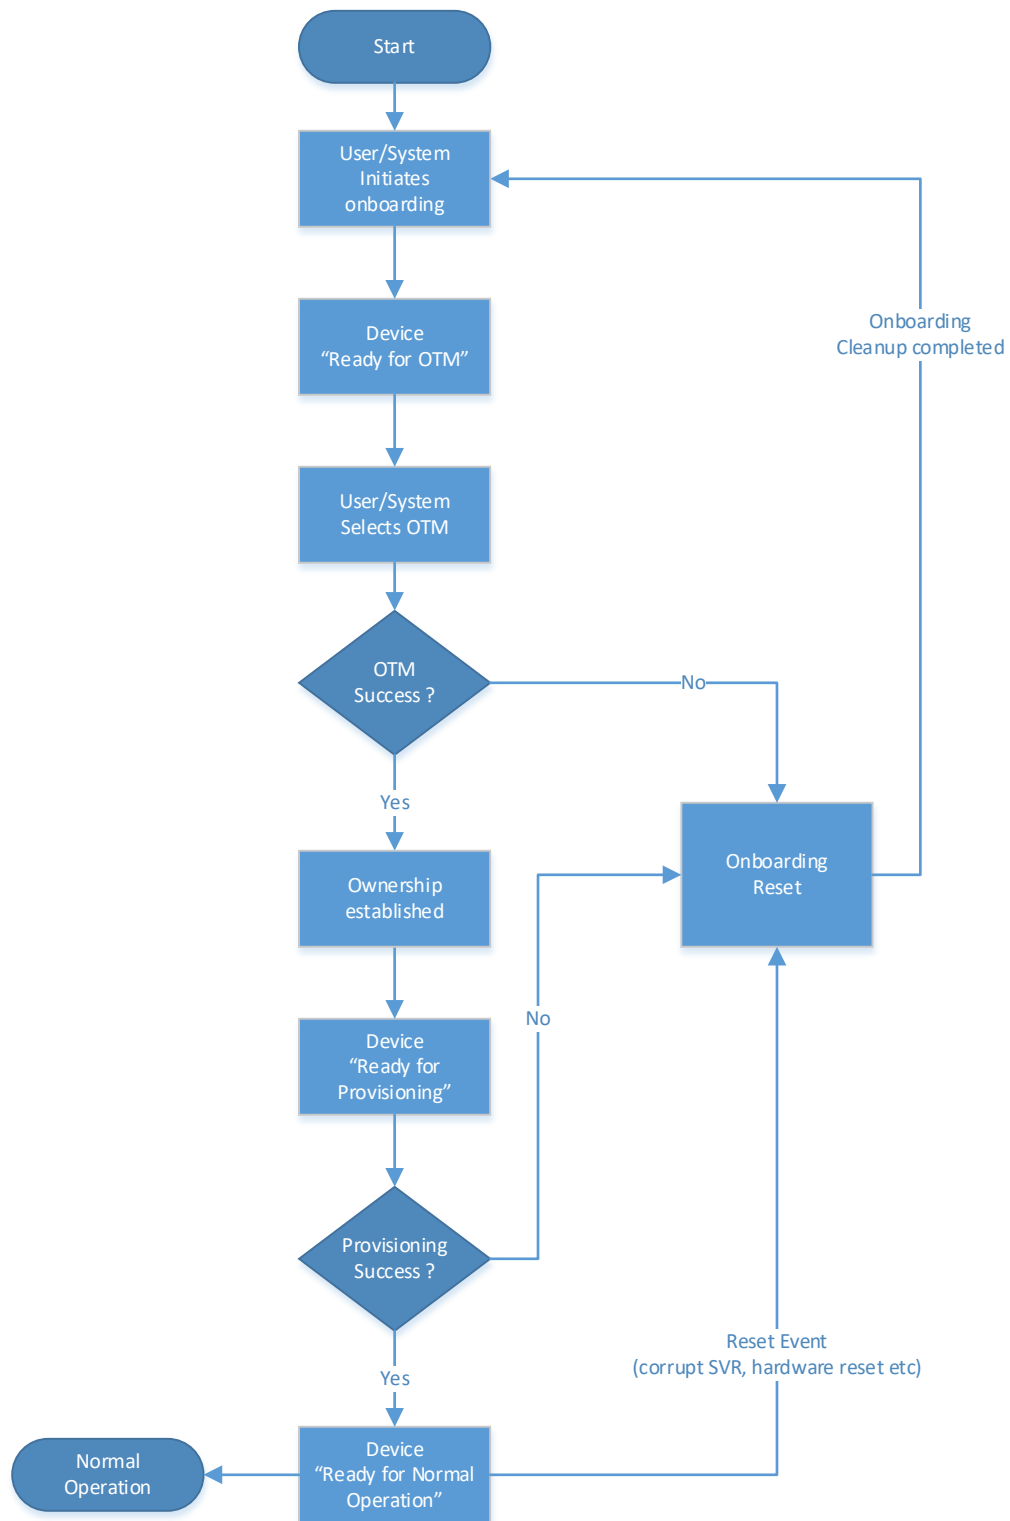 Start
User/System
Initiates
onboarding
Onboarding
Cleanup completed
Device
“Ready for OTM”
User/System
Selects OTM
OTM
Success ?
No
Yes
Onboarding
Reset
Ownership
established
No
Device
“Ready for
Provisioning”
Provisioning
Success ?
Reset Event
(corrupt SVR, hardware reset etc)
Yes
Device
“Ready for Normal
Operation”
Normal
Operation